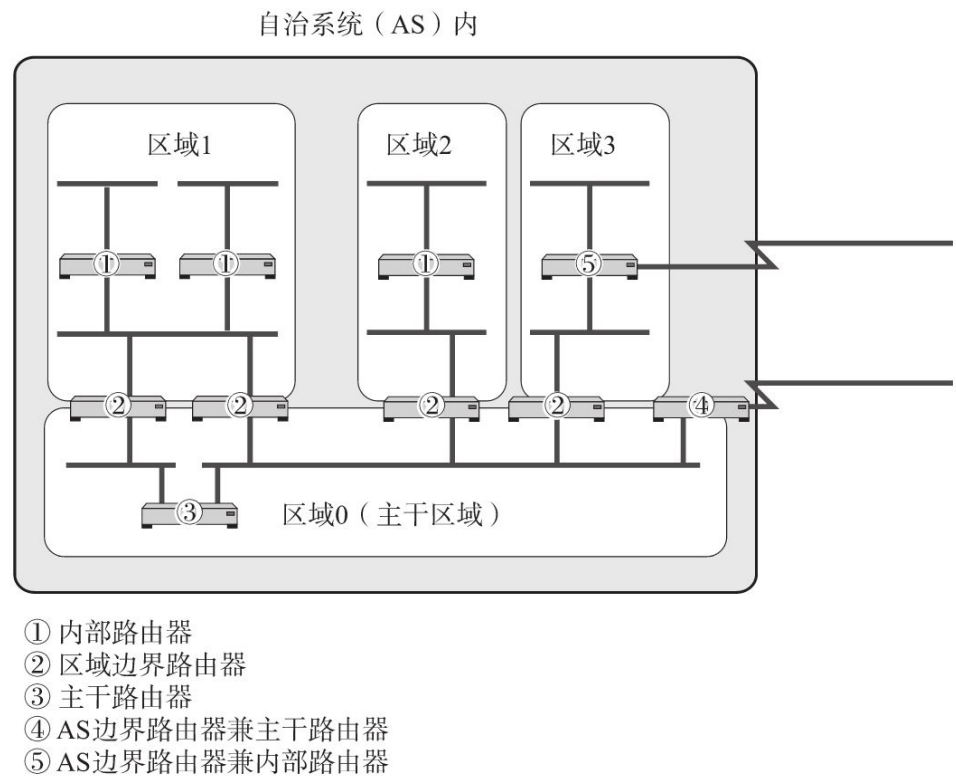 自治系统（AS）内
区域1
区域2
区域3
① ① ① ⑤
② ② ② ② ④
③ 区域0（主干区域）
① 内部路由器
② 区域边界路由器
③ 主干路由器
④ AS边界路由器兼主干路由器
⑤ AS边界路由器兼内部路由器